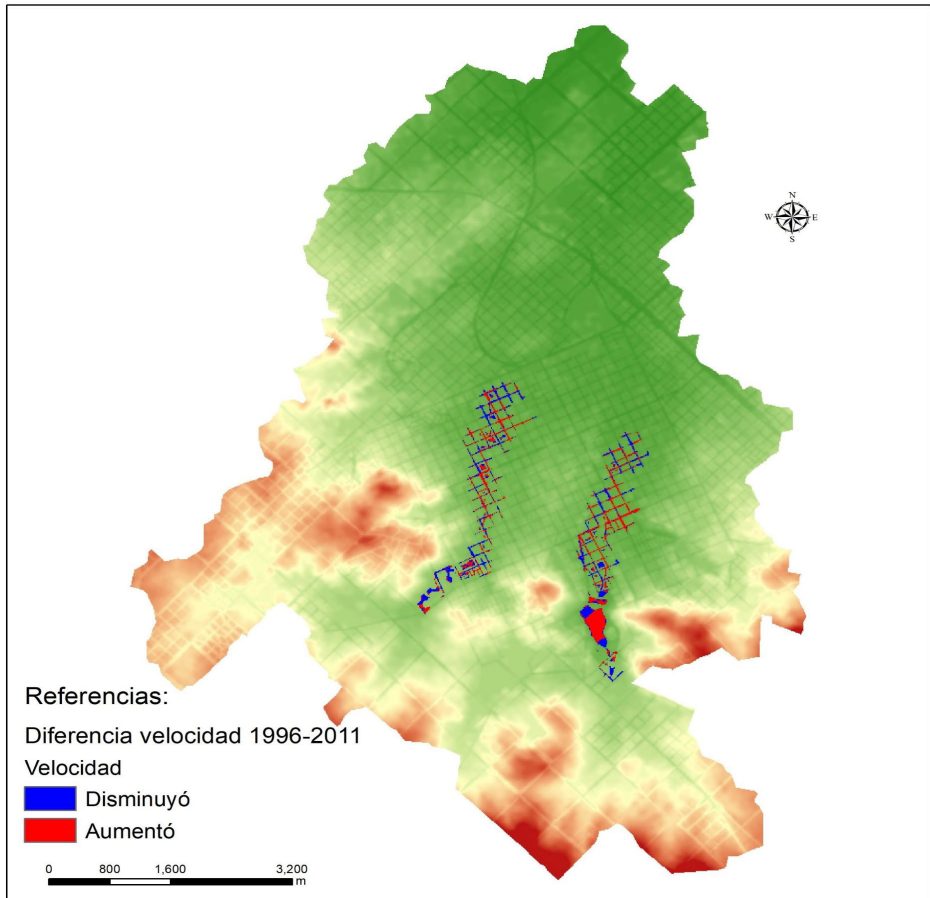 N
W E
S
Referencias:
Diferencia velocidad 1996-2011
Velocidad
Disminuyó
Aumentó
0 800 1,600 3,200
m